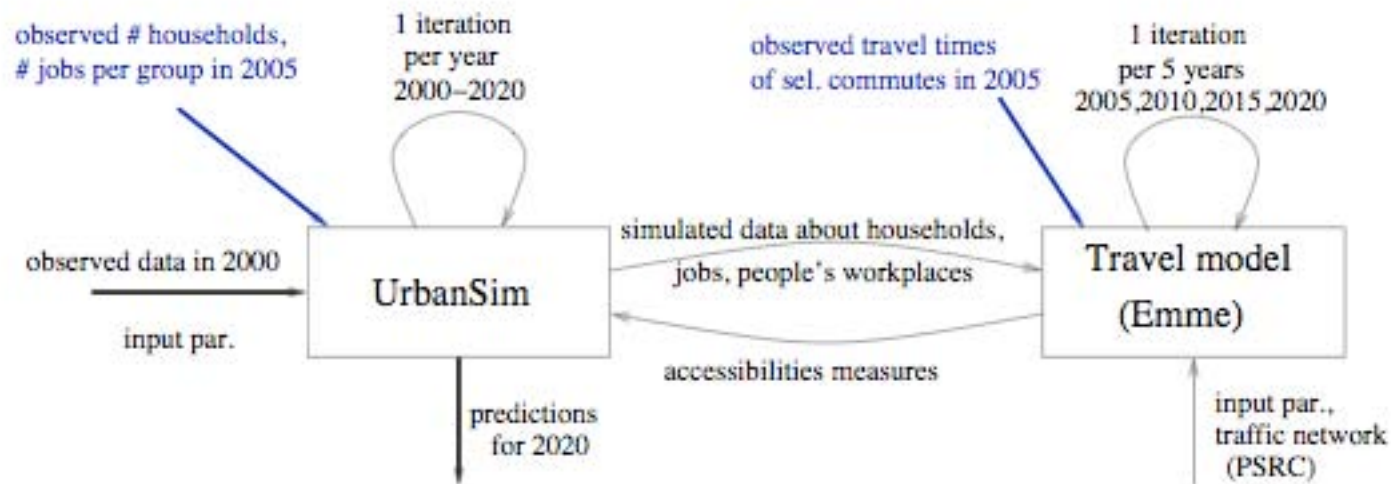 observed # households,
# jobs per group in 2005
1 iteration
per year
2000–2020
observed travel times
of sel. commutes in 2005
1 iteration
per 5 years
2005,2010,2015,2020
observed data in 2000
input par.
UrbanSim
simulated data about households,
jobs, people's workplaces
accessibilities measures
Travel model
(Emme)
predictions
for 2020
input par.,
traffic network
(PSRC)